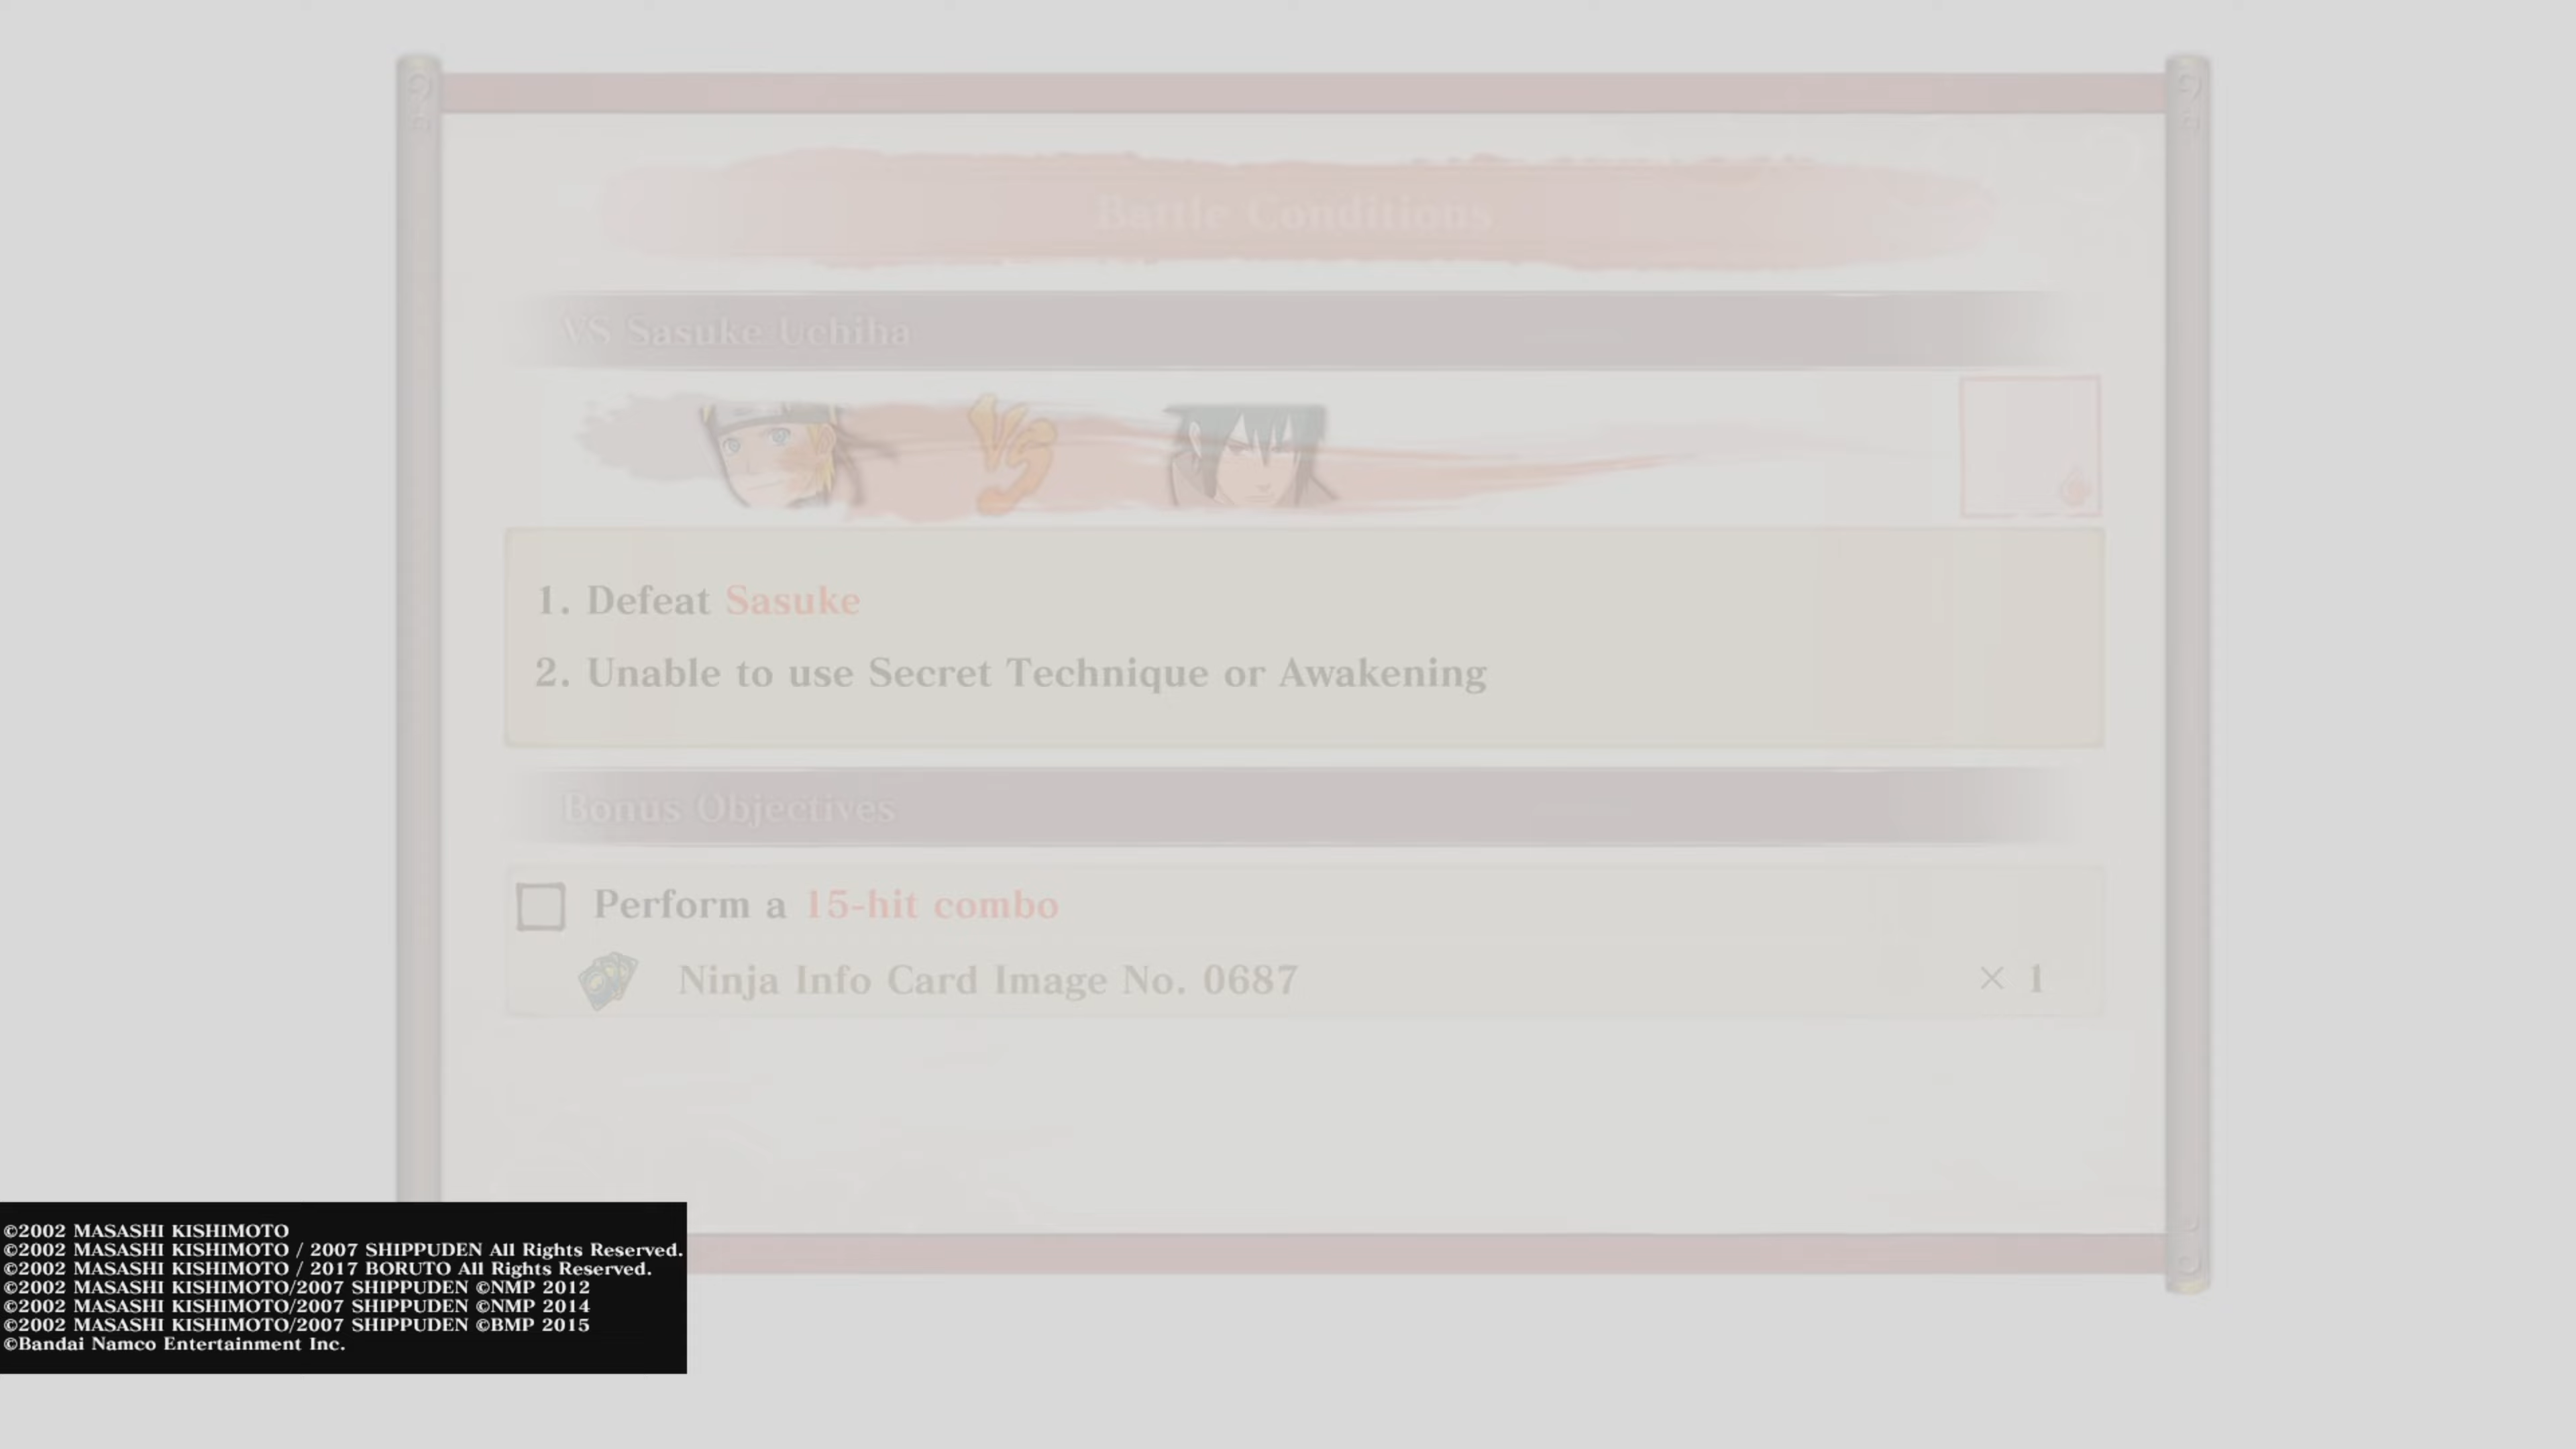 Battle Conditions
VS Sasuke Uchiha
VS
1. Defeat Sasuke
2. Unable to use Secret Technique or Awakening
Bonus Objectives
Perform a 15-hit combo
Ninja Info Card Image No. 0687 × 1
©2002 MASASHI KISHIMOTO
©2002 MASASHI KISHIMOTO / 2007 SHIPPUDEN All Rights Reserved.
©2002 MASASHI KISHIMOTO / 2017 BORUTO All Rights Reserved.
©2002 MASASHI KISHIMOTO/2007 SHIPPUDEN ©NMP 2012
©2002 MASASHI KISHIMOTO/2007 SHIPPUDEN ©NMP 2014
©2002 MASASHI KISHIMOTO/2007 SHIPPUDEN ©BMP 2015
©Bandai Namco Entertainment Inc.